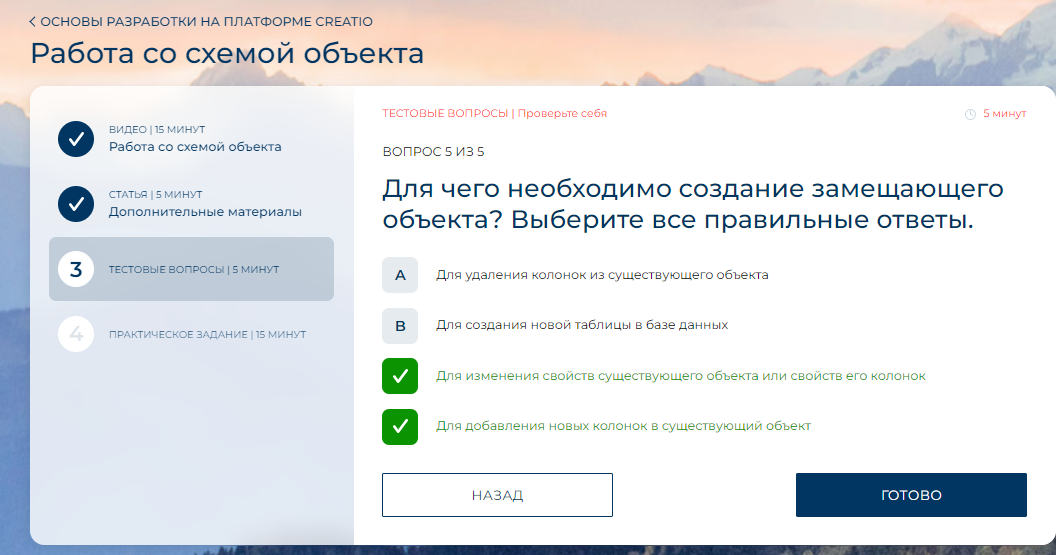 ОСНОВЫ РАЗРАБОТКИ НА ПЛАТФОРМЕ CREATIO
Работа со схемой объекта
ВИДЕО | 15 МИНУТ
Работа со схемой объекта
СТАТЬЯ | 5 МИНУТ
Дополнительные материалы
3
ТЕСТОВЫЕ ВОПРОСЫ | 5 МИНУТ
4
ПРАКТИЧЕСКОЕ ЗАДАНИЕ | 15 МИНУТ
ТЕСТОВЫЕ ВОПРОСЫ | Проверьте себя
5 минут
ВОПРОС 5 ИЗ 5
Для чего необходимо создание замещающего
объекта? Выберите все правильные ответы.
A Для удаления колонок из существующего объекта
B Для создания новой таблицы в базе данных
Для изменения свойств существующего объекта или свойств его колонок
Для добавления новых колонок в существующий объект
НАЗАД
ГОТОВО